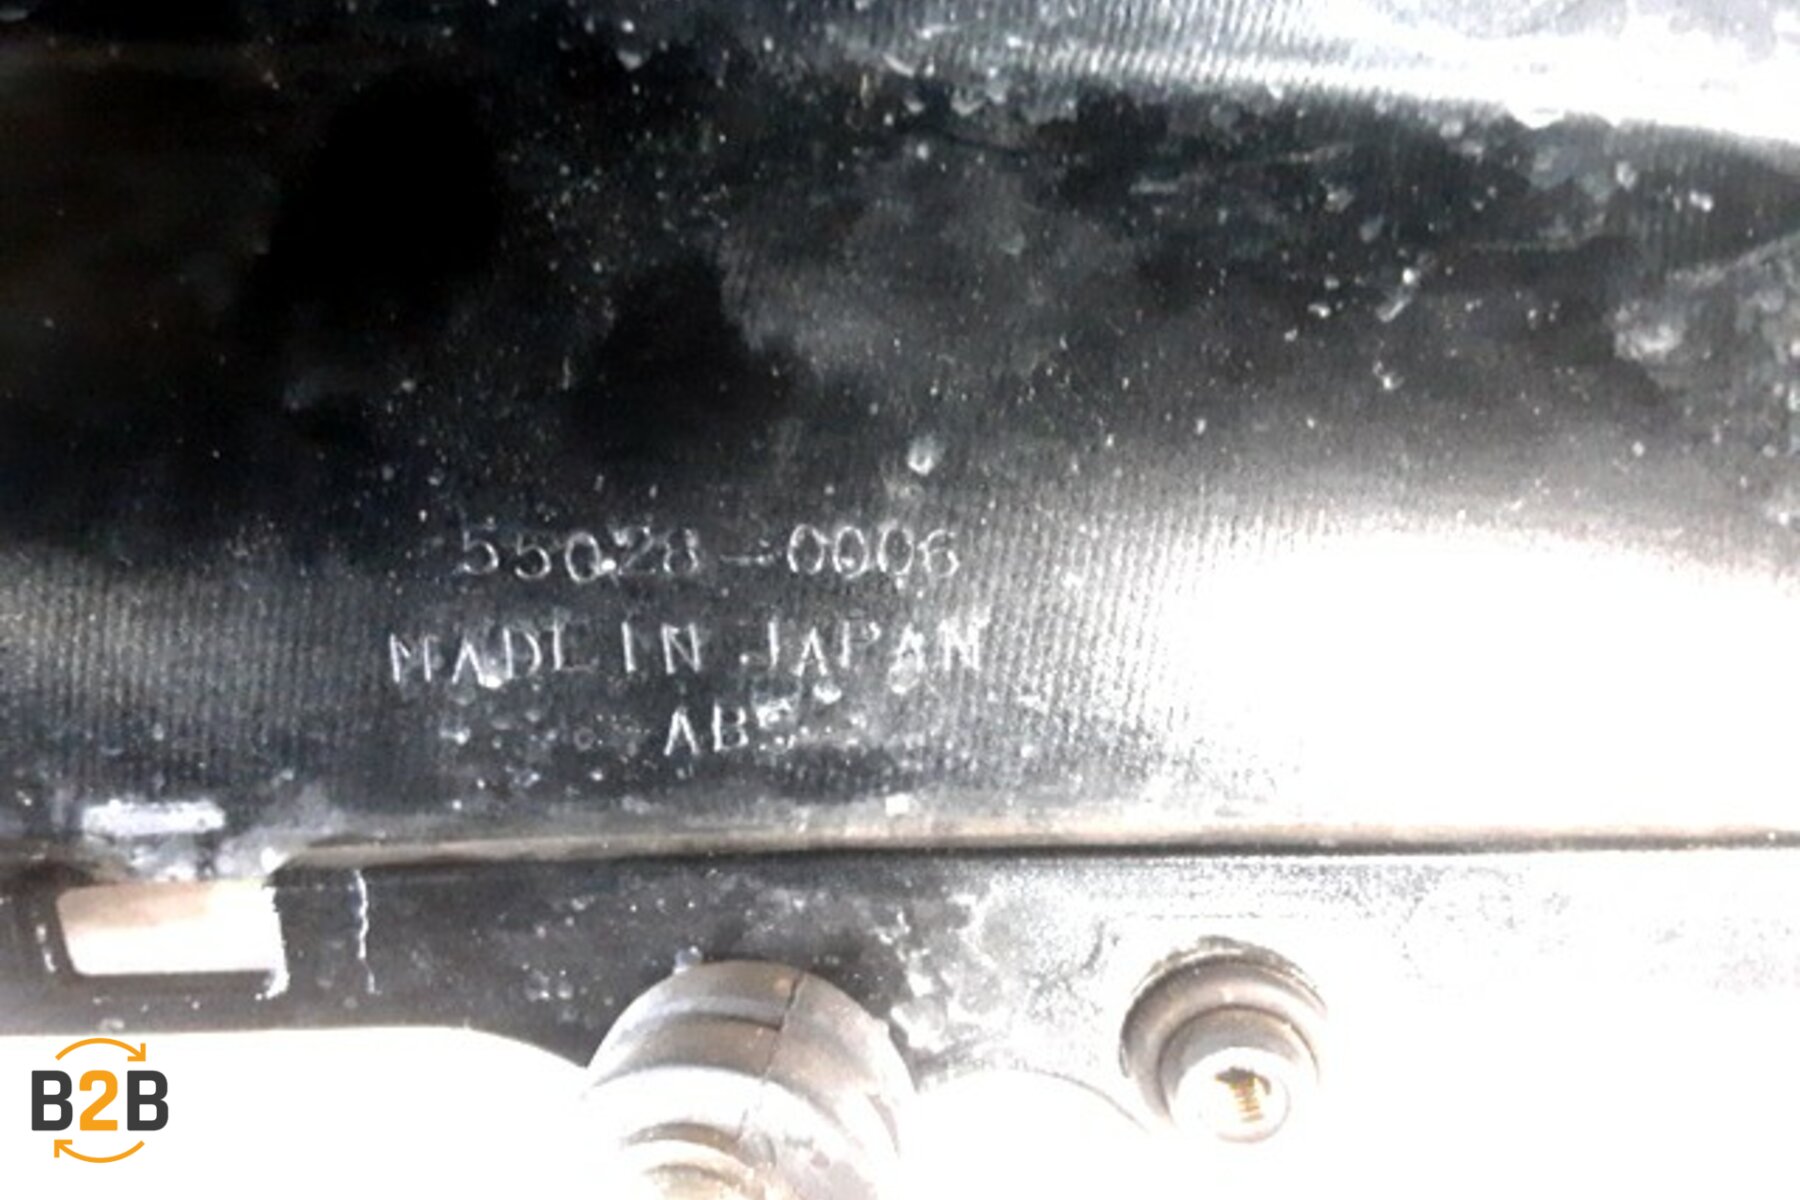 55028-0006
MADE IN JAPAN
ABS
B2B